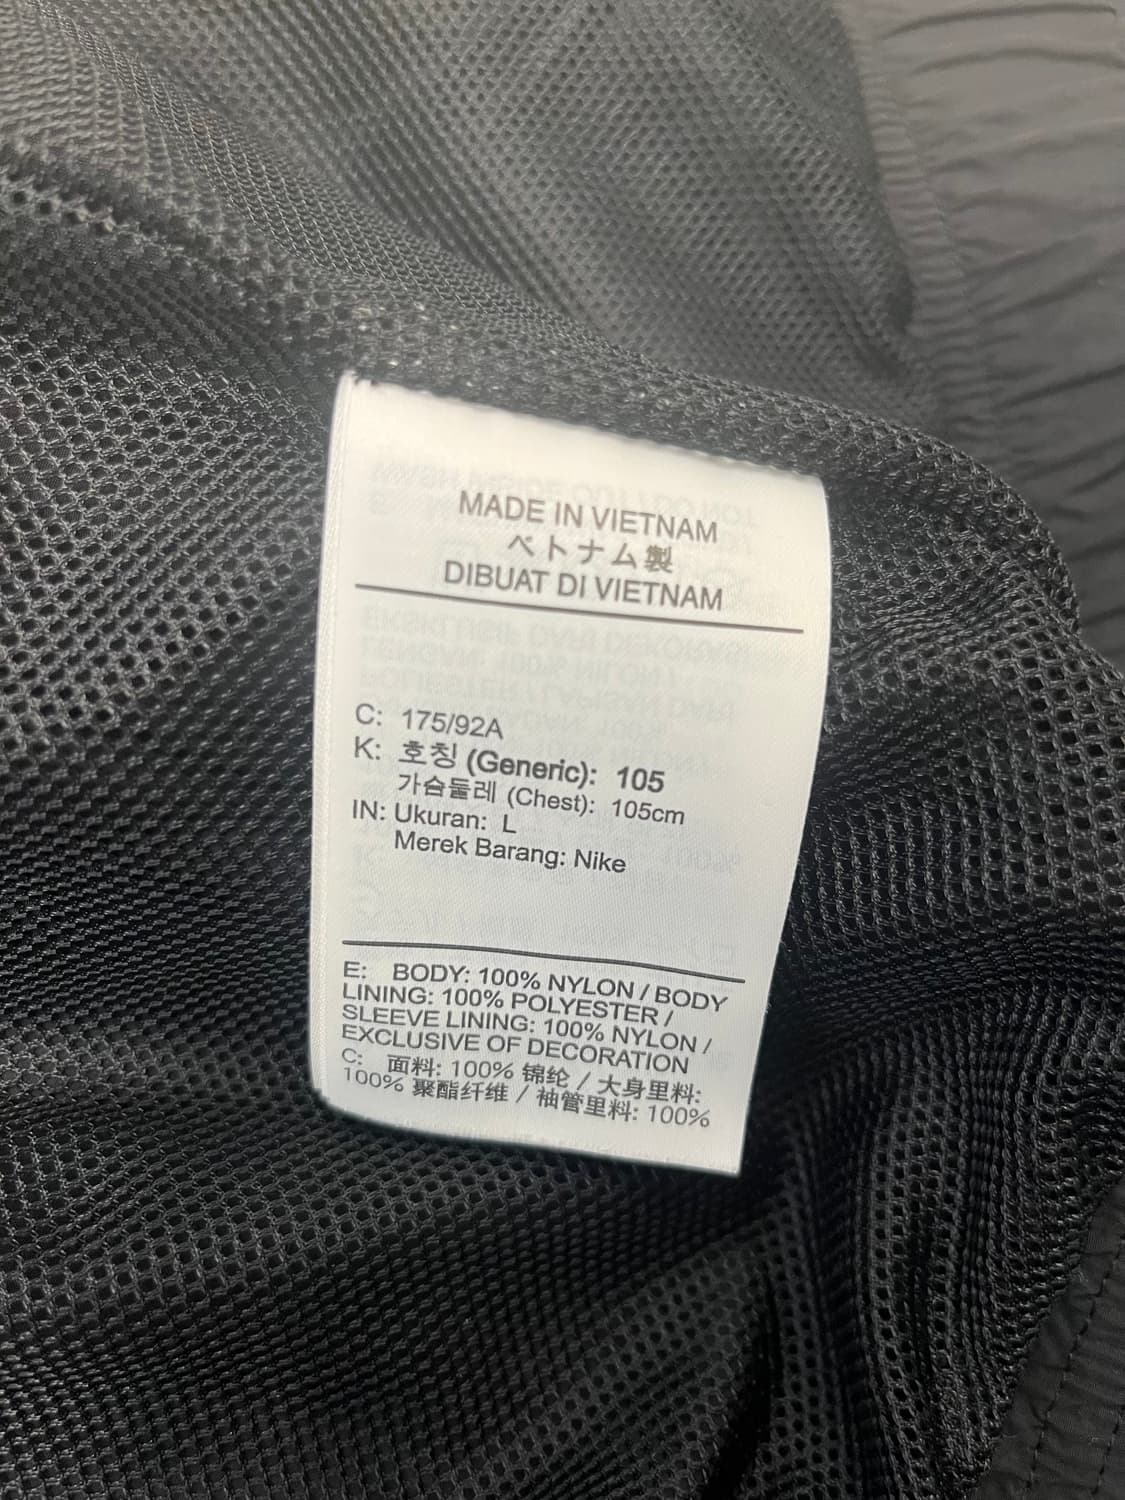 MADE IN VIETNAM
ベトナム製
DIBUAT DI VIETNAM
C: 175/92A
K: 호칭 (Generic): 105
가슴둘레 (Chest): 105cm
IN: Ukuran: L
Merek Barang: Nike
E: BODY: 100% NYLON / BODY
LINING: 100% POLYESTER /
SLEEVE LINING: 100% NYLON /
EXCLUSIVE OF DECORATION
C: 面料: 100% 锦纶 / 大身里料:
100% 聚酯纤维 / 袖管里料: 100%